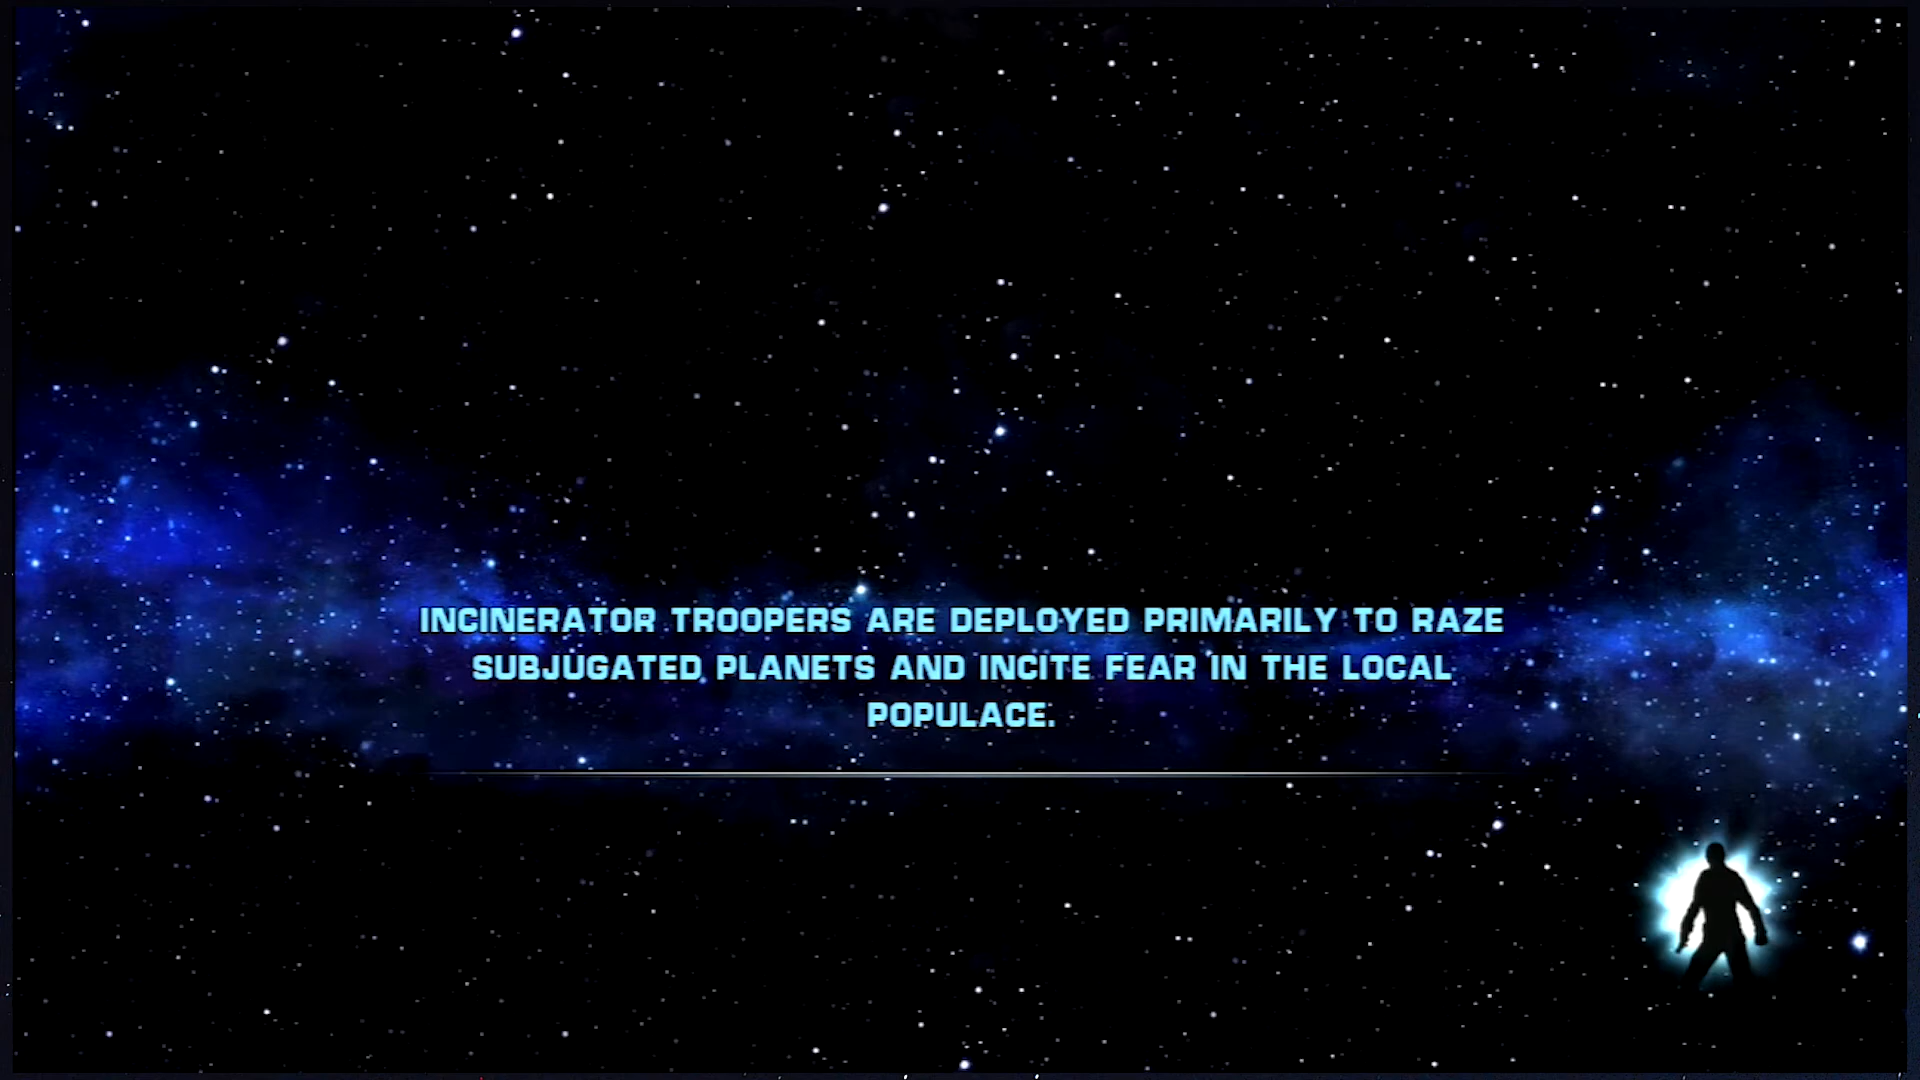 INCINERATOR TROOPERS ARE DEPLOYED PRIMARILY TO RAZE
SUBJUGATED PLANETS AND INCITE FEAR IN THE LOCAL
POPULACE.